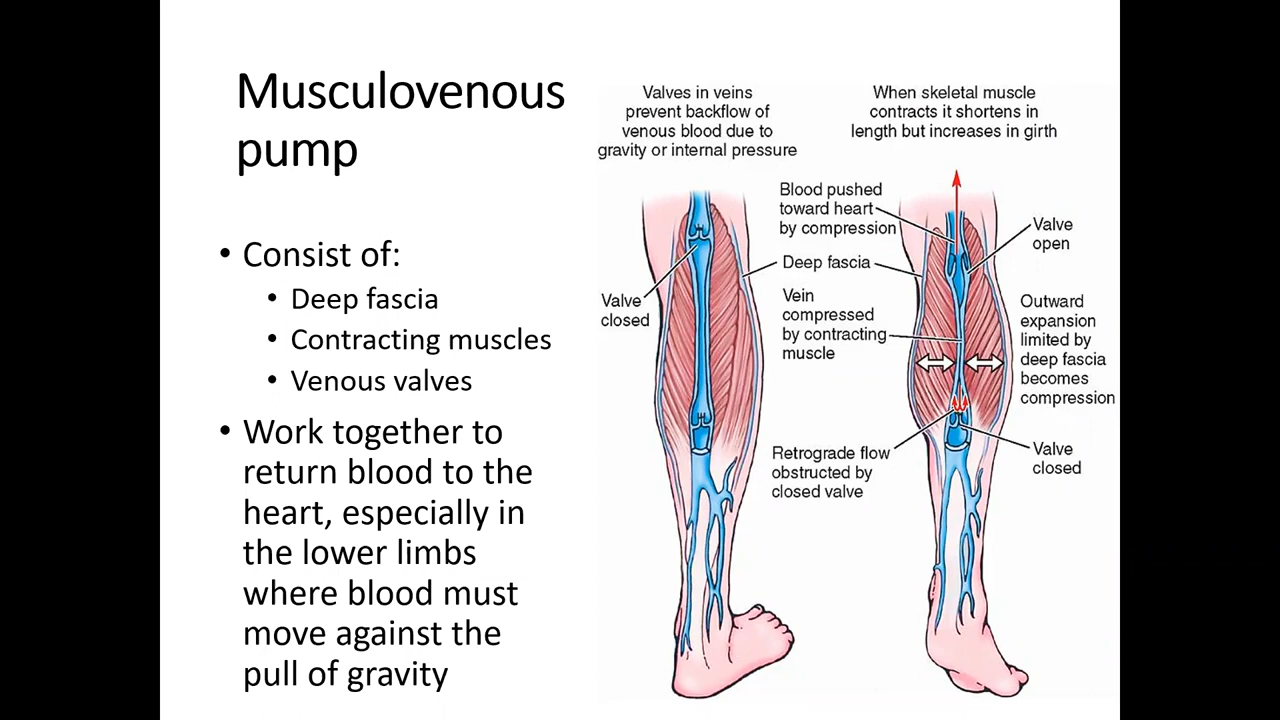 Musculovenous
pump
• Consist of:
• Deep fascia
• Contracting muscles
• Venous valves
• Work together to
return blood to the
heart, especially in
the lower limbs
where blood must
move against the
pull of gravity
Valves in veins
prevent backflow of
venous blood due to
gravity or internal pressure
When skeletal muscle
contracts it shortens in
length but increases in girth
Blood pushed
toward heart
by compression
Valve
open
Deep fascia
Valve
closed
Vein
compressed
by contracting
muscle
Outward
expansion
limited by
deep fascia
becomes
compression
Retrograde flow
obstructed by
closed valve
Valve
closed